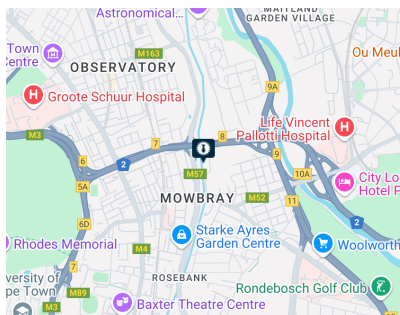 Astronomical...
MAITLAND
GARDEN VILLAGE
M163
Town
Centre
OBSERVATORY
Ou Meul
9A
H
Groote Schuur Hospital
M3
Life Vincent
Pallotti Hospital
H
7
8
6
2
9
M57
10A
City Lo
Hotel P
5A
MOWBRAY
M52
11
2
6D
Starke Ayres
Garden Centre
Rhodes Memorial
M4
Woolworth
7
ROSEBANK
versity of
pe Town
M3
M89
Rondebosch Golf Club
Baxter Theatre Centre